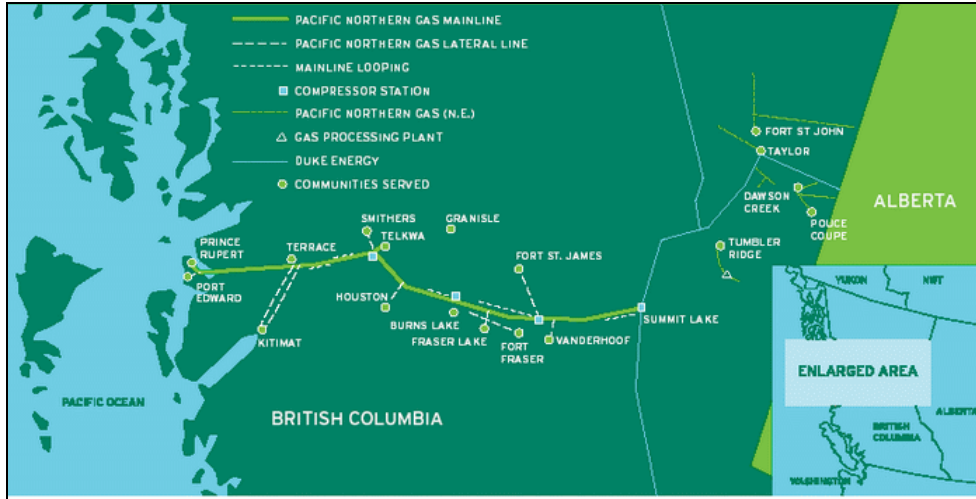 PACIFIC NORTHERN GAS MAINLINE
PACIFIC NORTHERN GAS LATERAL LINE
MAINLINE LOOPING
COMPRESSOR STATION
PACIFIC NORTHERN GAS (N.E.)
GAS PROCESSING PLANT
DUKE ENERGY
COMMUNITIES SERVED
FORT ST JOHN
TAYLOR
DAWSON
CREEK
POUCE
COUPE
ALBERTA
SMITHERS
GRANISLE
TELKWA
PRINCE
RUPERT
TERRACE
FORT ST. JAMES
TUMBLER
RIDGE
PORT
EDWARD
HOUSTON
BURNS LAKE
FRASER LAKE
FORT
FRASER
VANDERHOOF
SUMMIT LAKE
KITIMAT
PACIFIC OCEAN
BRITISH COLUMBIA
YUKON
NWT
ENLARGED AREA
ALBERTA
BRITISH
COLUMBIA
WASHINGTON